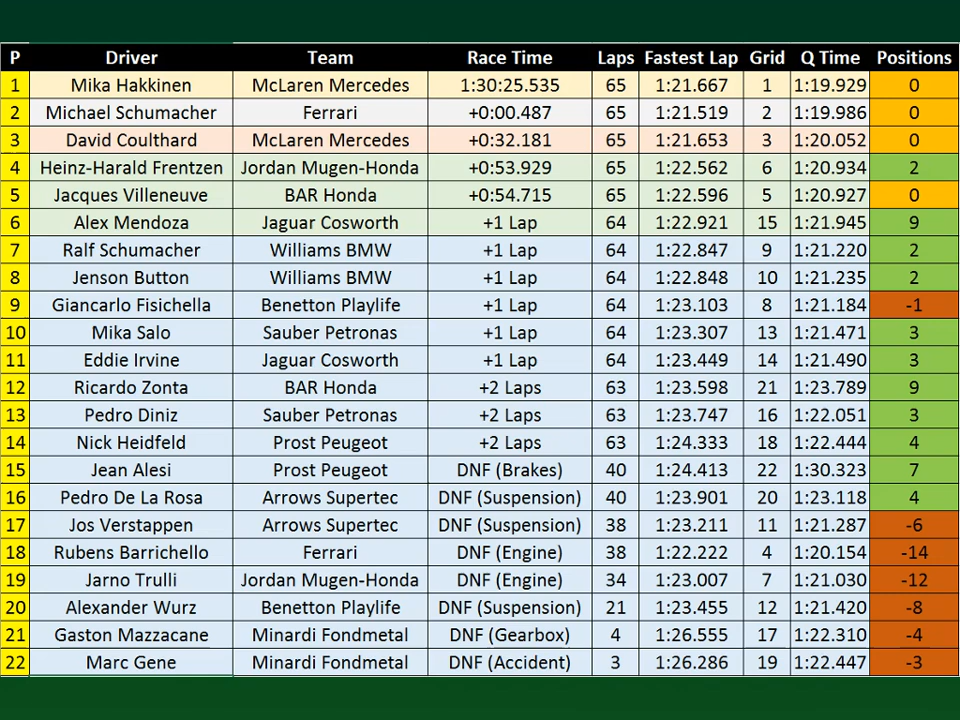 P Driver Team Race Time Laps Fastest Lap Grid Q Time Positions
1 Mika Hakkinen McLaren Mercedes 1:30:25.535 65 1:21.667 1 1:19.929 0
2 Michael Schumacher Ferrari +0:00.487 65 1:21.519 2 1:19.986 0
3 David Coulthard McLaren Mercedes +0:32.181 65 1:21.653 3 1:20.052 0
4 Heinz-Harald Frentzen Jordan Mugen-Honda +0:53.929 65 1:22.562 6 1:20.934 2
5 Jacques Villeneuve BAR Honda +0:54.715 65 1:22.596 5 1:20.927 0
6 Alex Mendoza Jaguar Cosworth +1 Lap 64 1:22.921 15 1:21.945 9
7 Ralf Schumacher Williams BMW +1 Lap 64 1:22.847 9 1:21.220 2
8 Jenson Button Williams BMW +1 Lap 64 1:22.848 10 1:21.235 2
9 Giancarlo Fisichella Benetton Playlife +1 Lap 64 1:23.103 8 1:21.184 -1
10 Mika Salo Sauber Petronas +1 Lap 64 1:23.307 13 1:21.471 3
11 Eddie Irvine Jaguar Cosworth +1 Lap 64 1:23.449 14 1:21.490 3
12 Ricardo Zonta BAR Honda +2 Laps 63 1:23.598 21 1:23.789 9
13 Pedro Diniz Sauber Petronas +2 Laps 63 1:23.747 16 1:22.051 3
14 Nick Heidfeld Prost Peugeot +2 Laps 63 1:24.333 18 1:22.444 4
15 Jean Alesi Prost Peugeot DNF (Brakes) 40 1:24.413 22 1:30.323 7
16 Pedro De La Rosa Arrows Supertec DNF (Suspension) 40 1:23.901 20 1:23.118 4
17 Jos Verstappen Arrows Supertec DNF (Suspension) 38 1:23.211 11 1:21.287 -6
18 Rubens Barrichello Ferrari DNF (Engine) 38 1:22.222 4 1:20.154 -14
19 Jarno Trulli Jordan Mugen-Honda DNF (Engine) 34 1:23.007 7 1:21.030 -12
20 Alexander Wurz Benetton Playlife DNF (Suspension) 21 1:23.455 12 1:21.420 -8
21 Gaston Mazzacane Minardi Fondmetal DNF (Gearbox) 4 1:26.555 17 1:22.310 -4
22 Marc Gene Minardi Fondmetal DNF (Accident) 3 1:26.286 19 1:22.447 -3